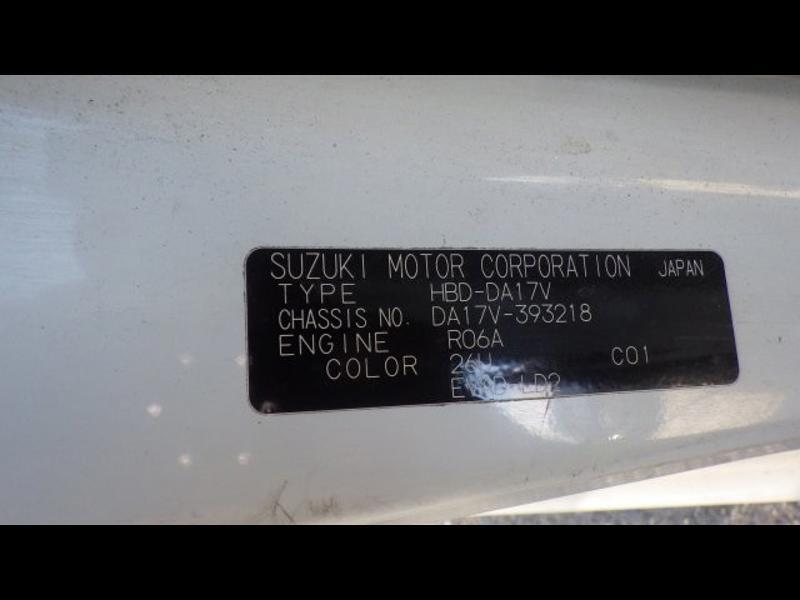 SUZUKI MOTOR CORPORATION JAPAN
TYPE HBD-DA17V
CHASSIS NO. DA17V-393218
ENGINE R06A
COLOR 26U C01